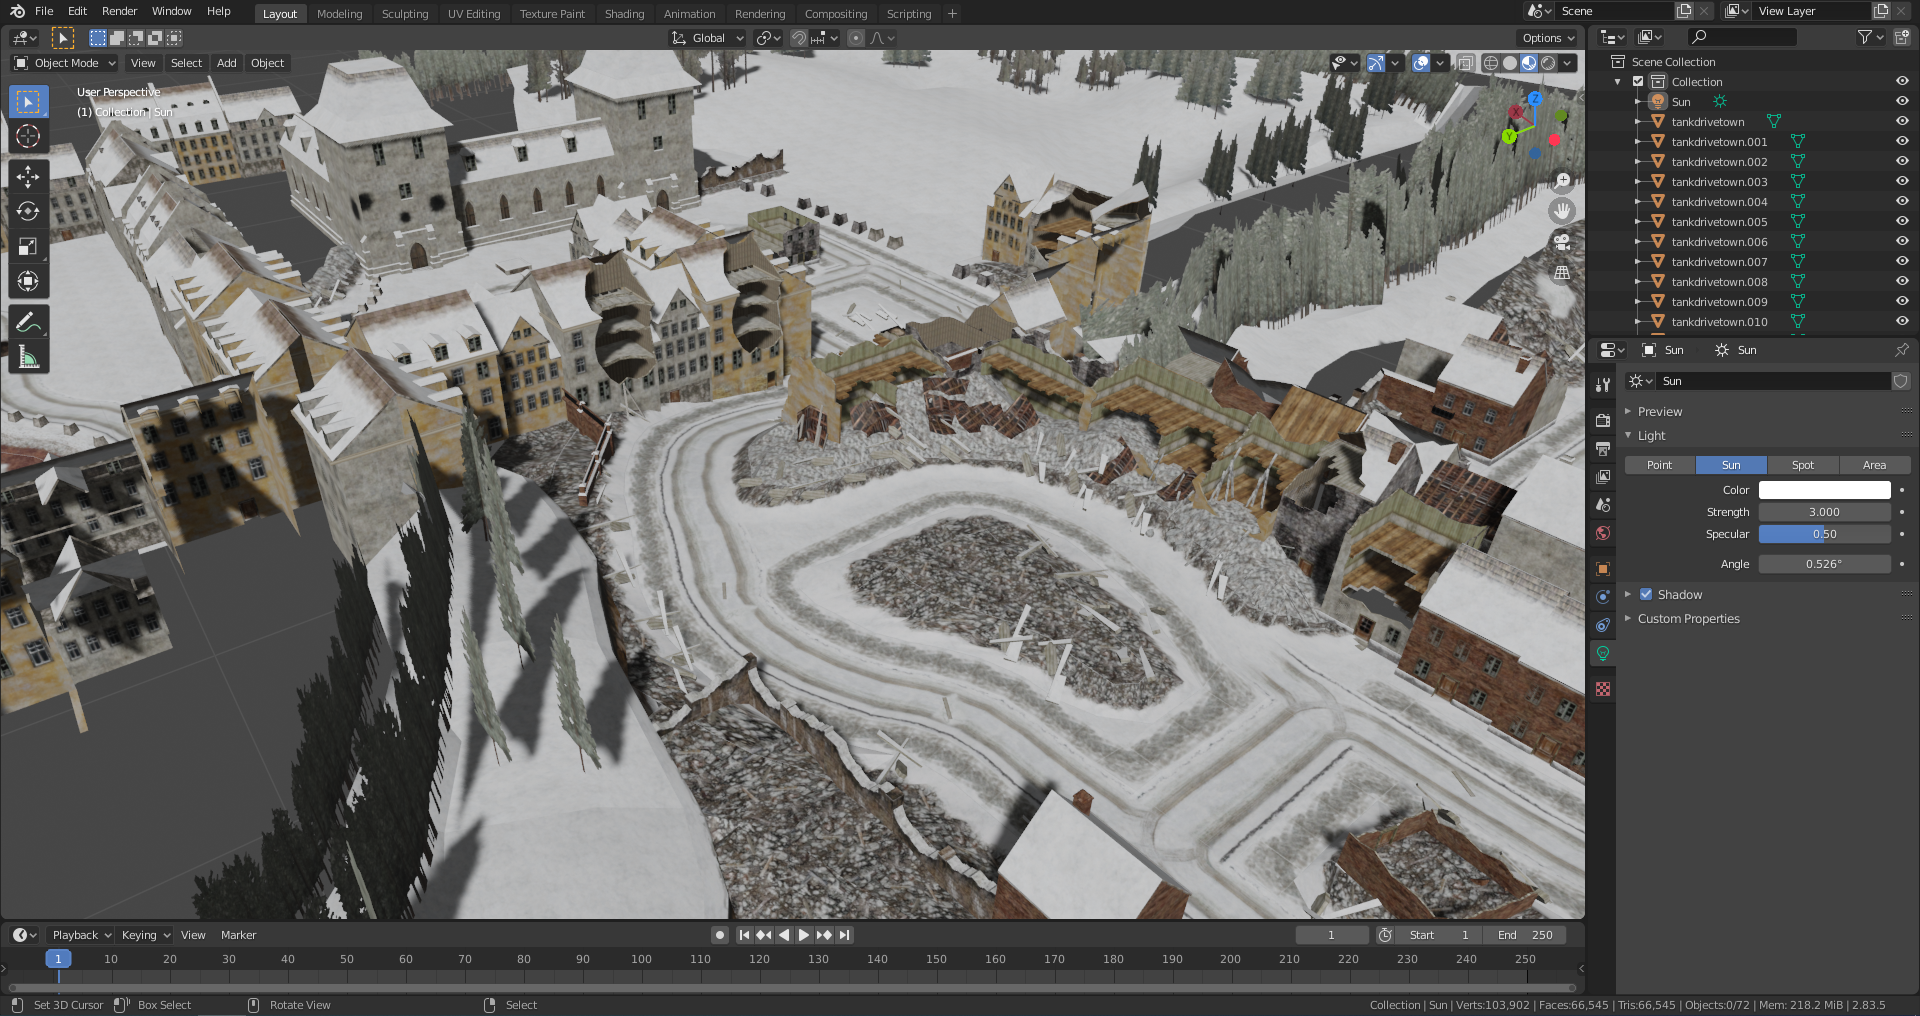 File Edit Render Window Help
Layout Modeling Sculpting UV Editing Texture Paint Shading Animation Rendering Compositing Scripting +
Scene
View Layer
Global
Options
Object Mode View Select Add Object
User Perspective
(1) Collection | Sun
X
Y
Z
Scene Collection
Collection
Sun
tankdrivetown
tankdrivetown.001
tankdrivetown.002
tankdrivetown.003
tankdrivetown.004
tankdrivetown.005
tankdrivetown.006
tankdrivetown.007
tankdrivetown.008
tankdrivetown.009
tankdrivetown.010
Sun Sun
Sun
Preview
Light
Point Sun Spot Area
Color
Strength 3.000
Specular 0.50
Angle 0.526°
Shadow
Custom Properties
Playback Keying View Marker
1
Start 1
End 250
1 10 20 30 40 50 60 70 80 90 100 110 120 130 140 150 160 170 180 190 200 210 220 230 240 250
Set 3D Cursor Box Select Rotate View Select
Collection | Sun | Verts:103,902 | Faces:66,545 | Tris:66,545 | Objects:0/72 | Mem: 218.2 MiB | 2.83.5